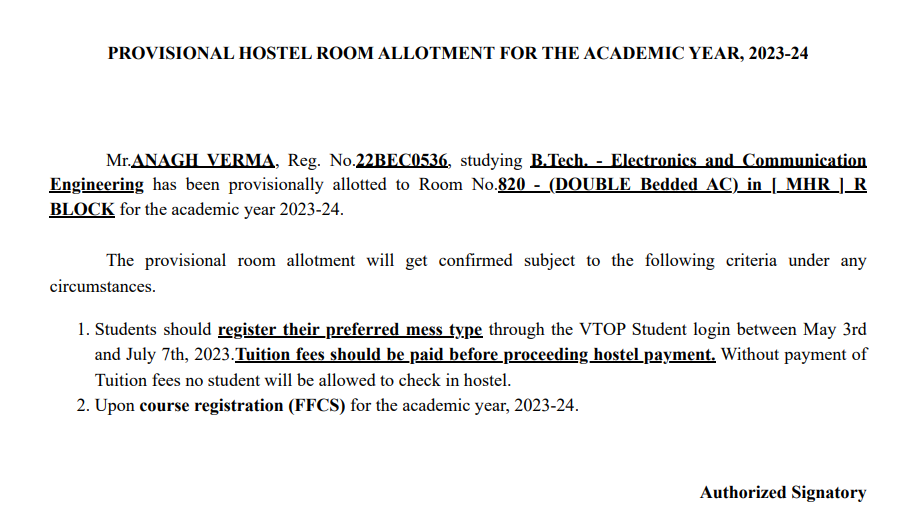 PROVISIONAL HOSTEL ROOM ALLOTMENT FOR THE ACADEMIC YEAR, 2023-24
Mr.ANAGH VERMA, Reg. No.22BEC0536, studying B.Tech. - Electronics and Communication
Engineering has been provisionally allotted to Room No.820 - (DOUBLE Bedded AC) in [ MHR ] R
BLOCK for the academic year 2023-24.
The provisional room allotment will get confirmed subject to the following criteria under any
circumstances.
1. Students should register their preferred mess type through the VTOP Student login between May 3rd
and July 7th, 2023.Tuition fees should be paid before proceeding hostel payment. Without payment of
Tuition fees no student will be allowed to check in hostel.
2. Upon course registration (FFCS) for the academic year, 2023-24.
Authorized Signatory